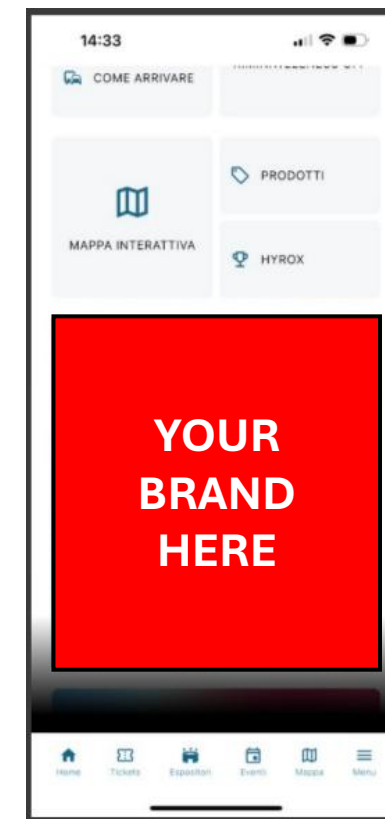 14:33
COME ARRIVARE
PRODOTTI
MAPPA INTERATTIVA
HYROX
YOUR
BRAND
HERE
Home Tickets Espositori Eventi Mappa Menu